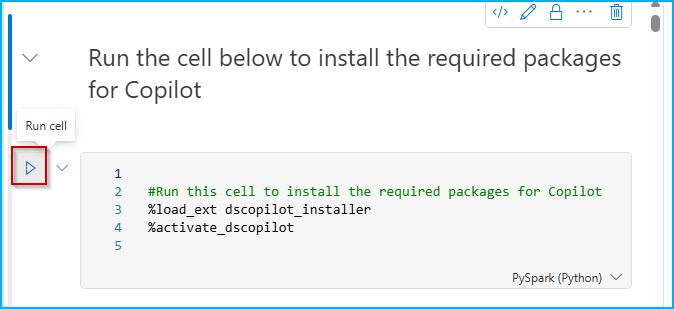 Run the cell below to install the required packages
for Copilot
Run cell
1
2 #Run this cell to install the required packages for Copilot
3 %load_ext dscopilot_installer
4 %activate_dscopilot
5
PySpark (Python)